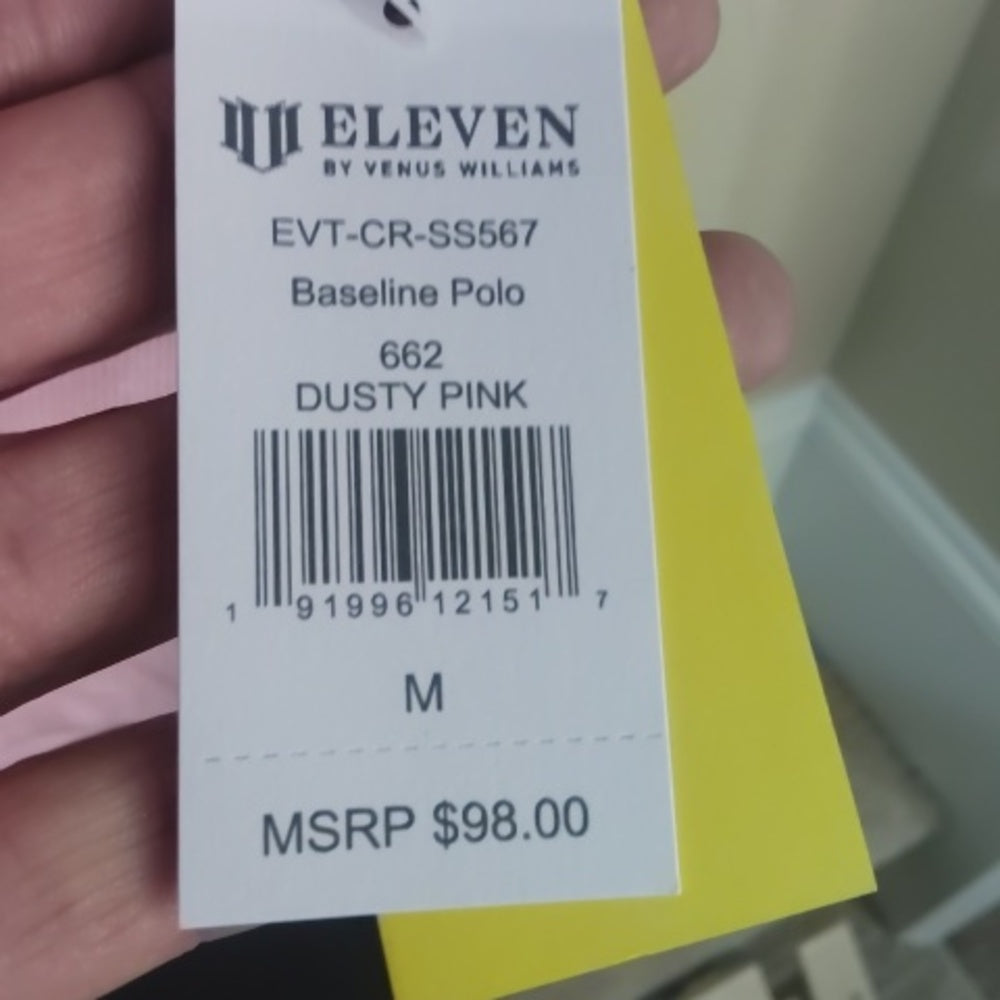 ELEVEN
BY VENUS WILLIAMS
EVT-CR-SS567
Baseline Polo
662
DUSTY PINK
1 91996 12151 7
M
MSRP $98.00